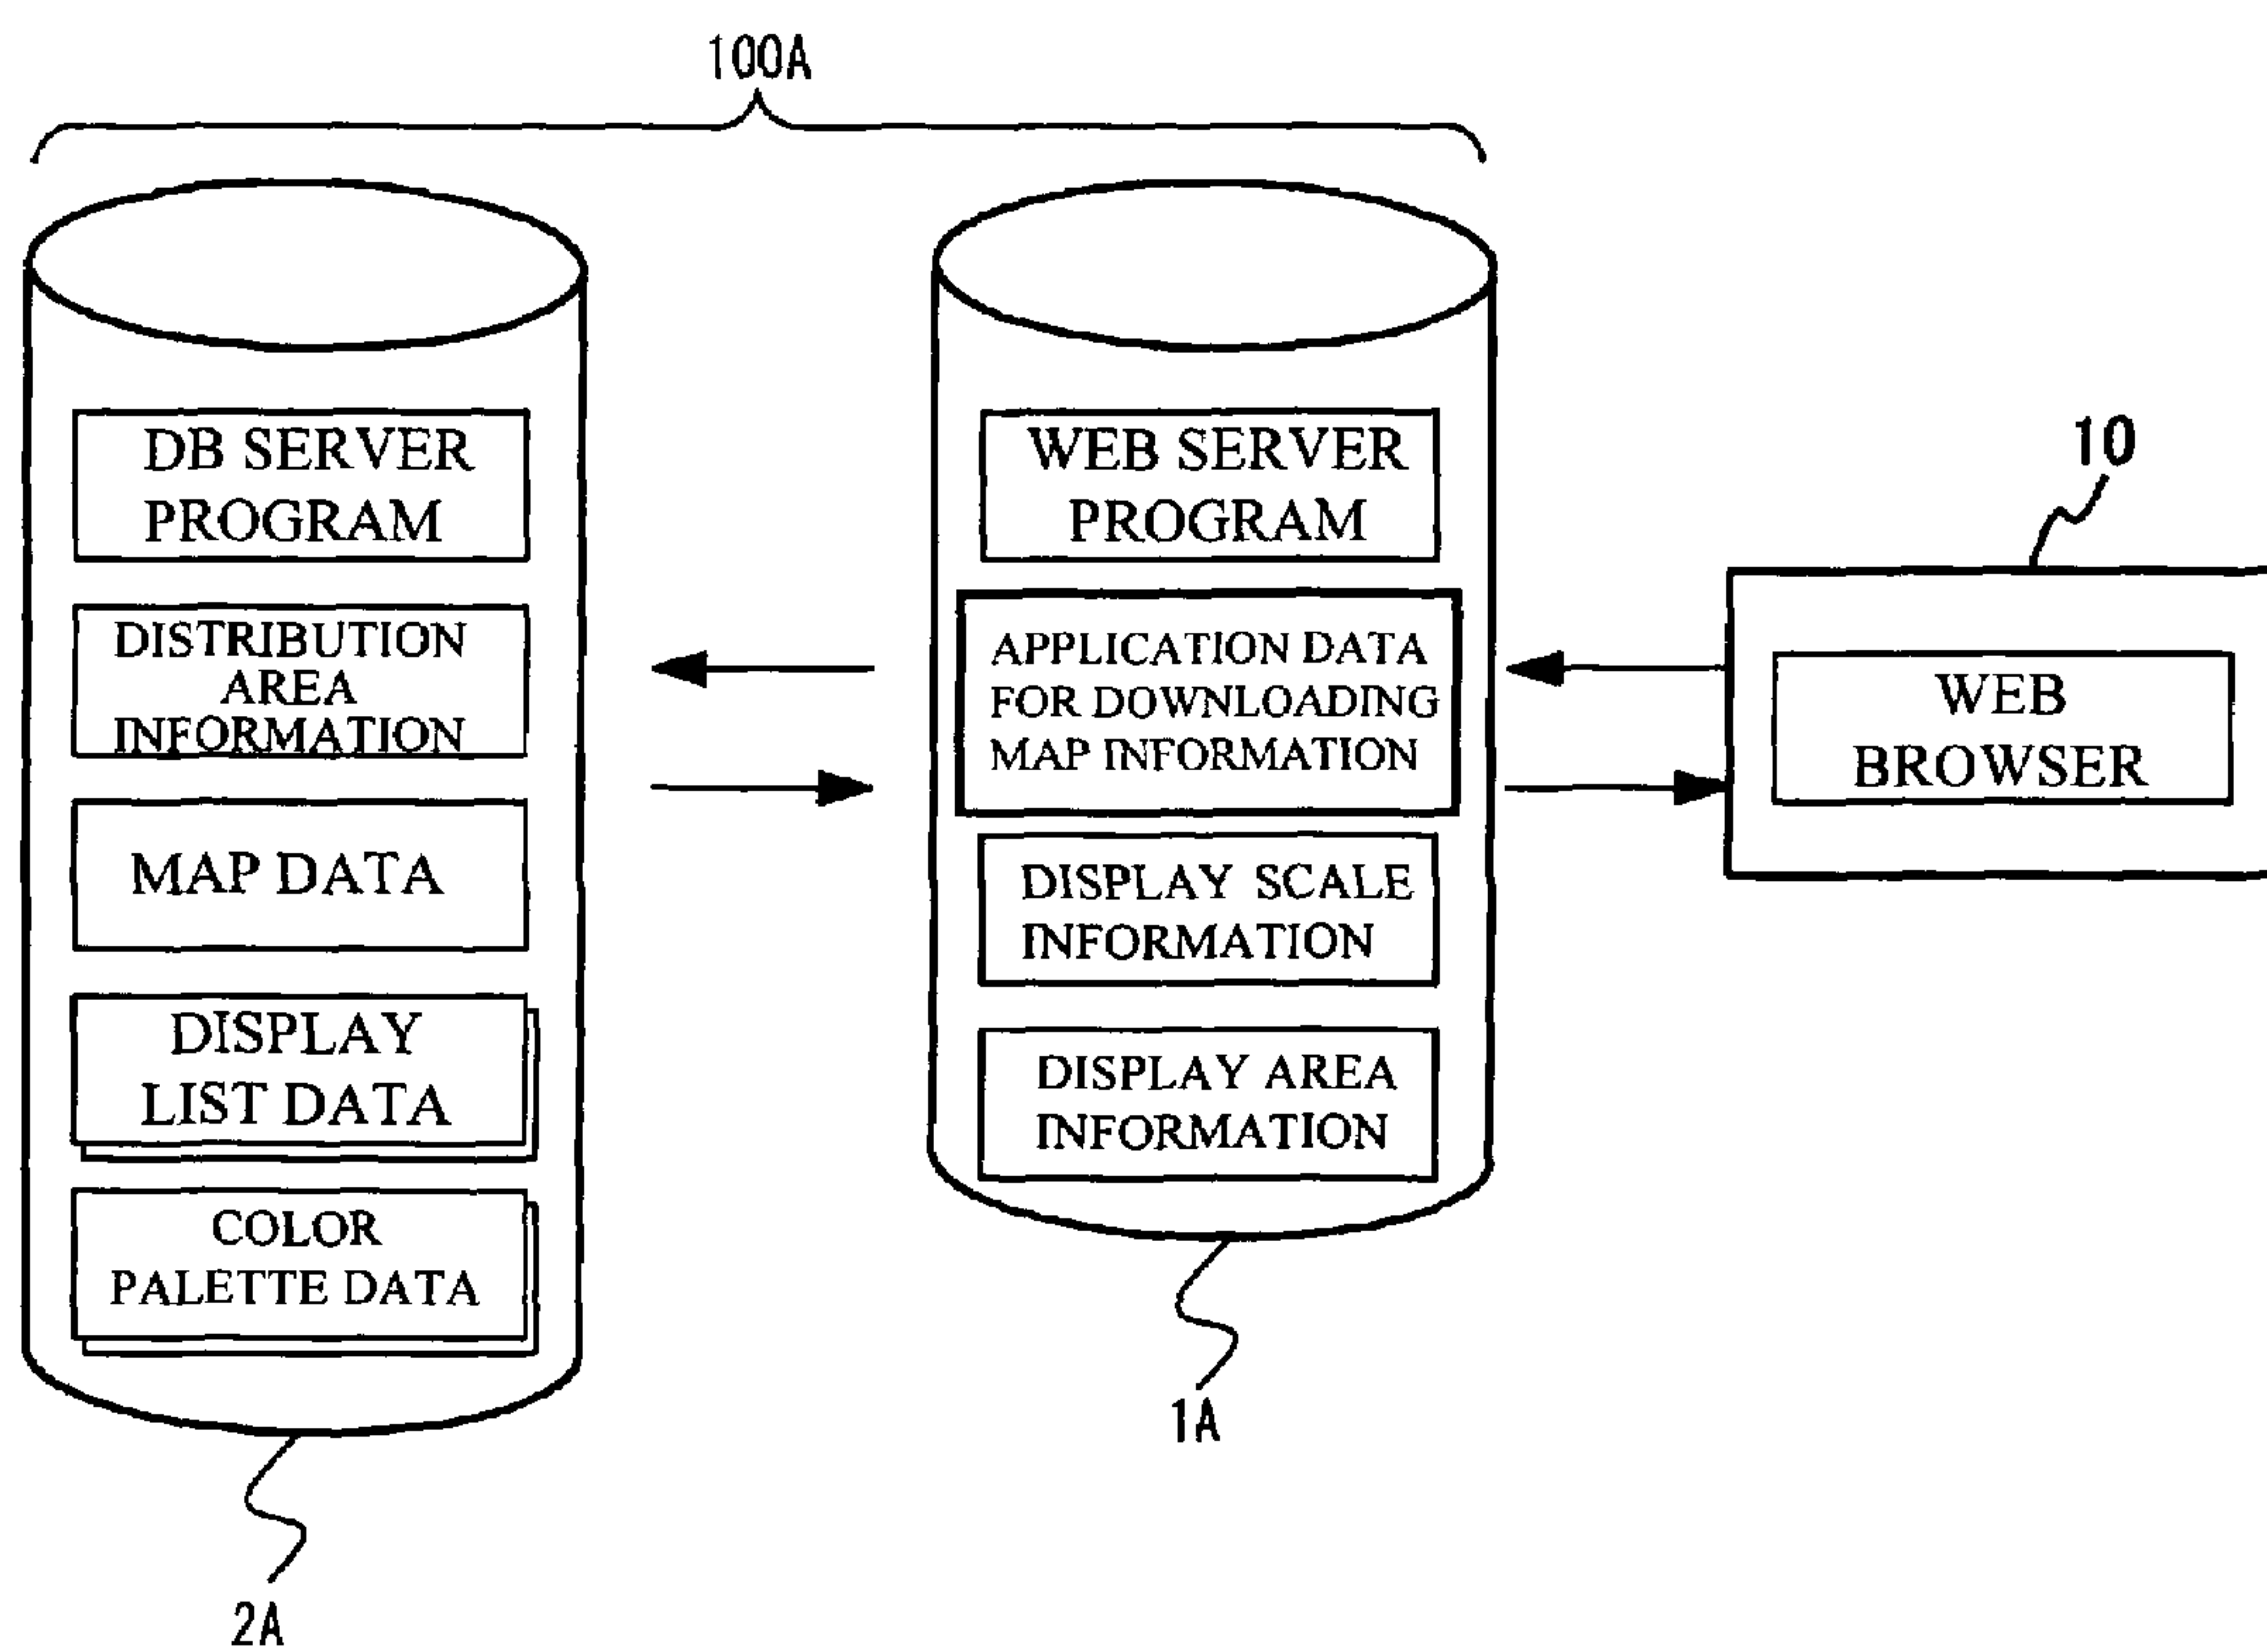 100A
DB SERVER
PROGRAM
DISTRIBUTION
AREA
INFORMATION
MAP DATA
DISPLAY
LIST DATA
COLOR
PALETTE DATA
2A
WEB SERVER
PROGRAM
APPLICATION DATA
FOR DOWNLOADING
MAP INFORMATION
DISPLAY SCALE
INFORMATION
DISPLAY AREA
INFORMATION
1A
10
WEB
BROWSER